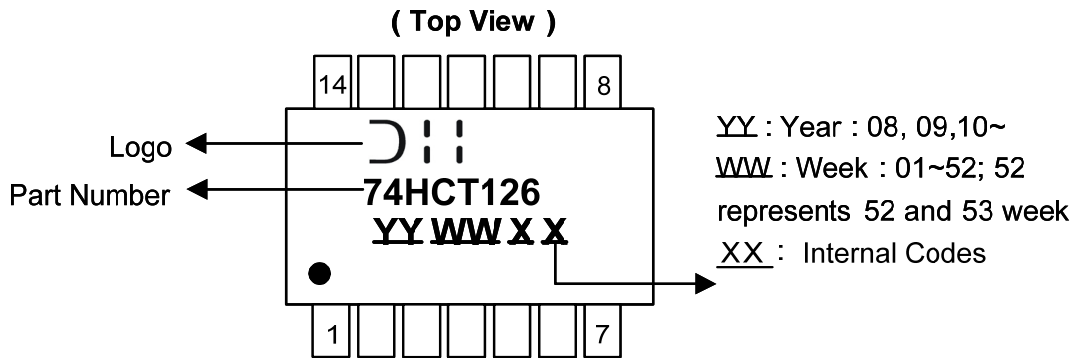 ( Top View )
14
8
Logo
Part Number
74HCT126
YY WW X X
1
7
YY : Year : 08, 09,10~
WW : Week : 01~52; 52
represents 52 and 53 week
XX : Internal Codes